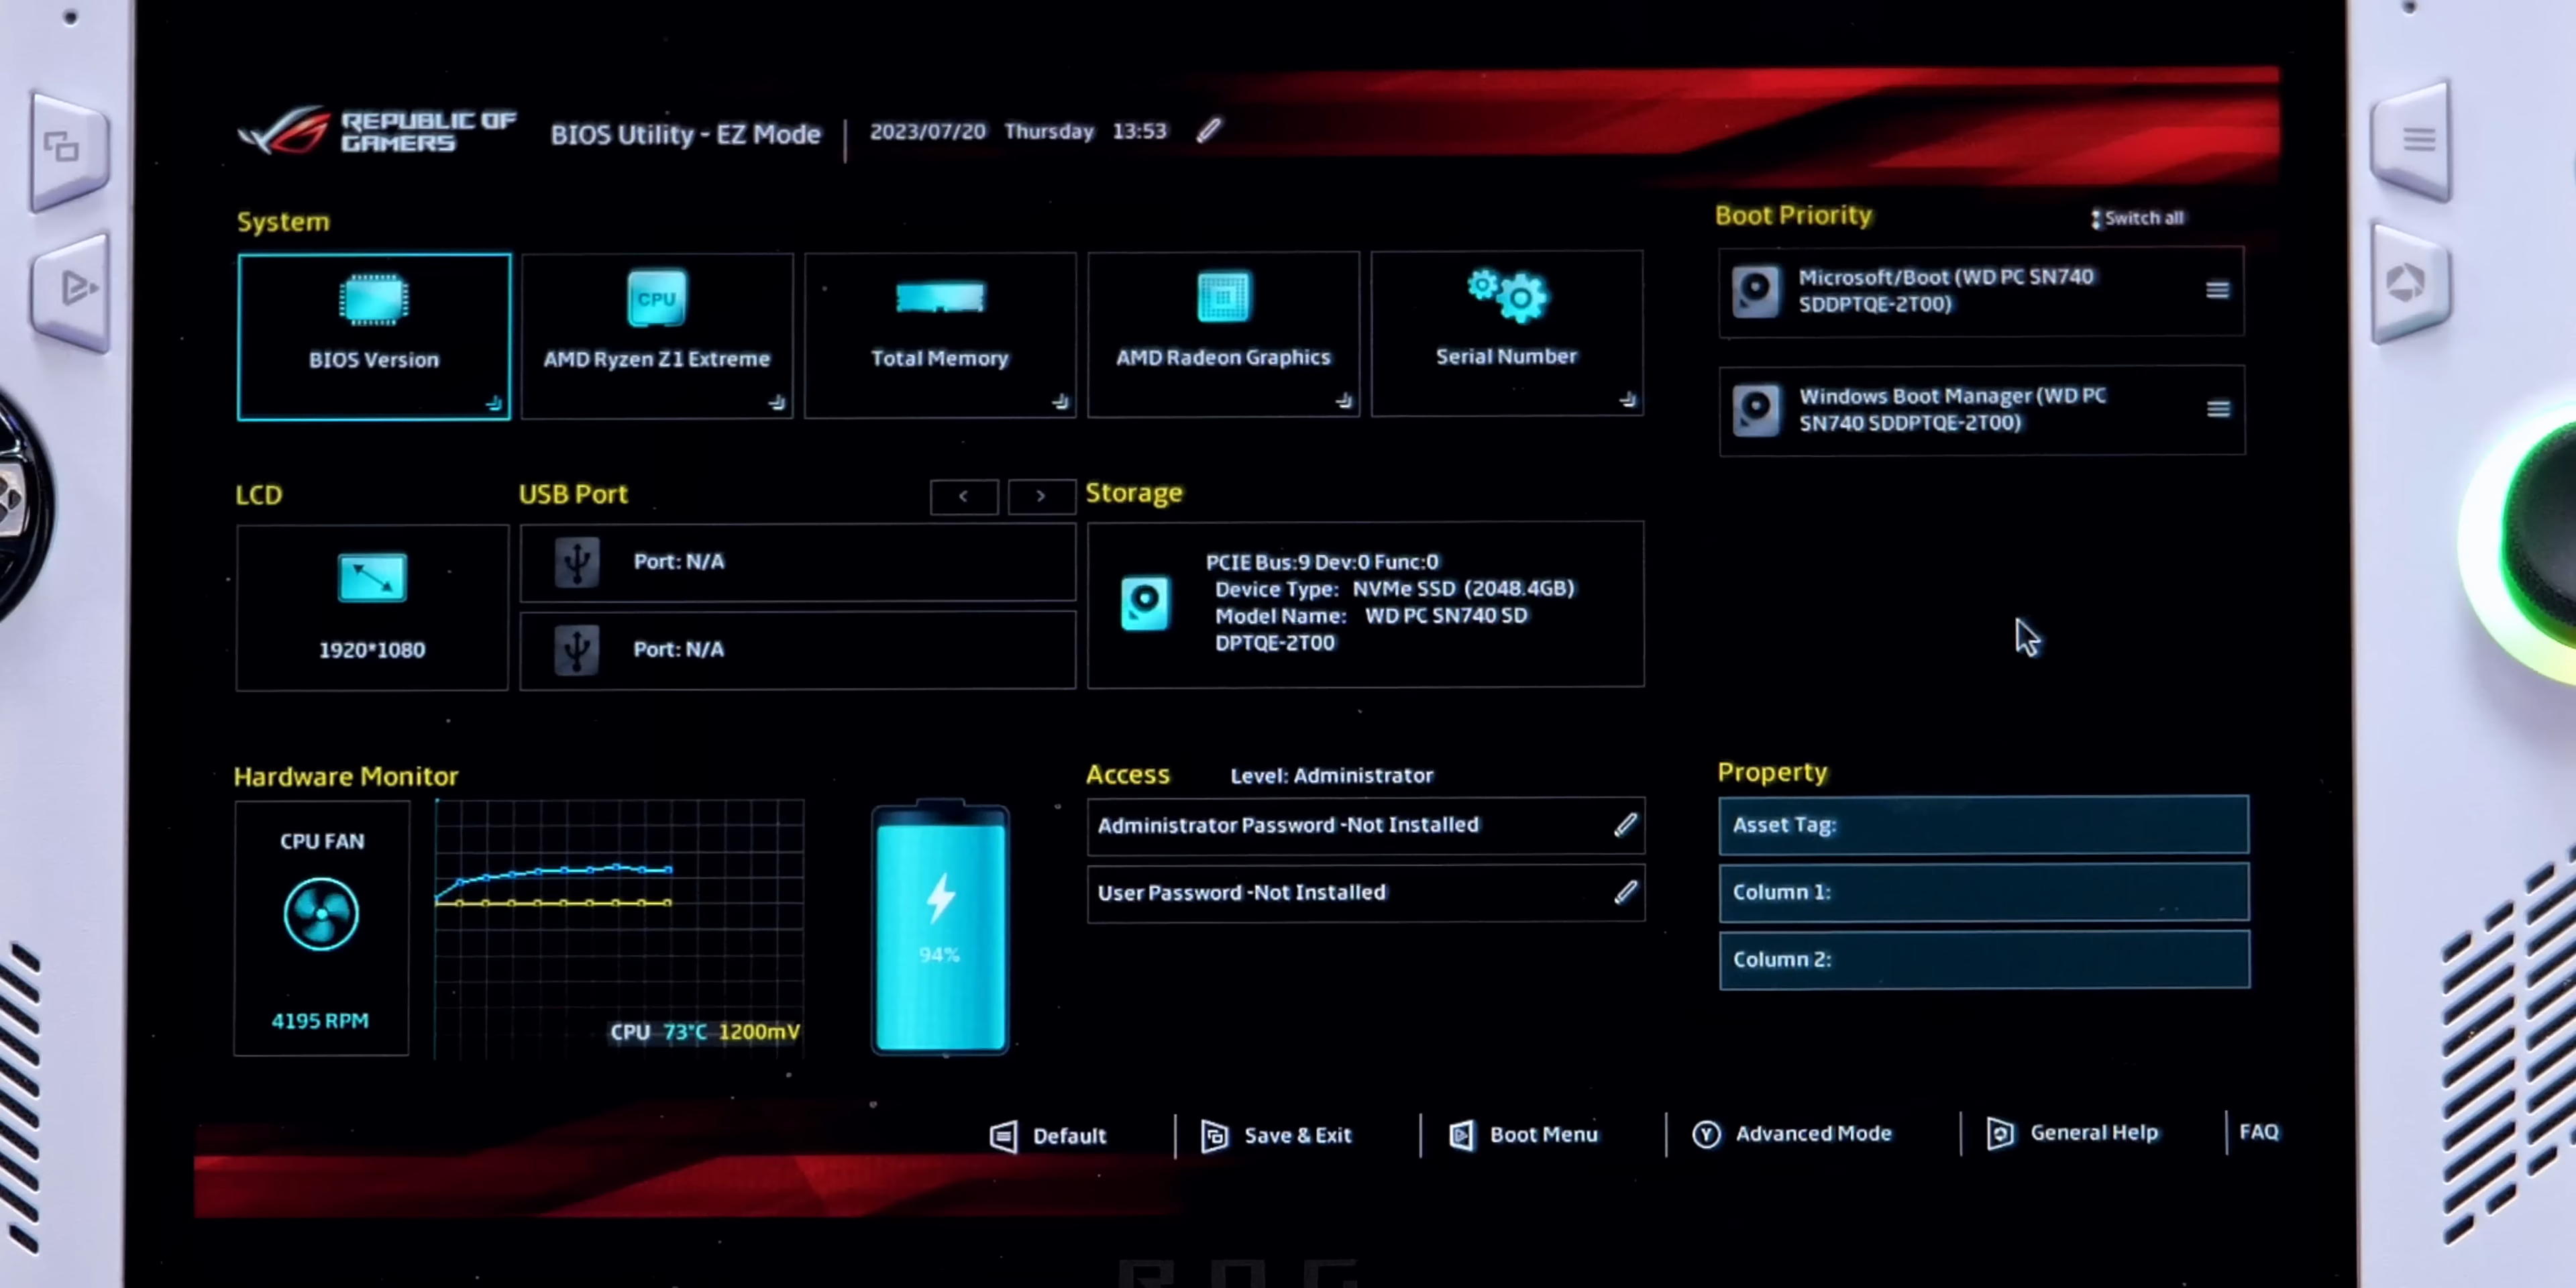 REPUBLIC OF
GAMERS
BIOS Utility - EZ Mode
2023/07/20 Thursday 13:53
System
BIOS Version
CPU
AMD Ryzen Z1 Extreme
Total Memory
AMD Radeon Graphics
Serial Number
Boot Priority
Switch all
Microsoft/Boot (WD PC SN740
SDDPTQE-2T00)
Windows Boot Manager (WD PC
SN740 SDDPTQE-2T00)
LCD
1920*1080
USB Port
< >
Port: N/A
Port: N/A
Storage
PCIE Bus:9 Dev:0 Func:0
Device Type: NVMe SSD (2048.4GB)
Model Name: WD PC SN740 SD
DPTQE-2T00
Hardware Monitor
CPU FAN
4195 RPM
CPU 73°C 1200mV
94%
Access Level: Administrator
Administrator Password -Not Installed
User Password -Not Installed
Property
Asset Tag:
Column 1:
Column 2:
Default
Save & Exit
Boot Menu
Y Advanced Mode
General Help
FAQ
ROG